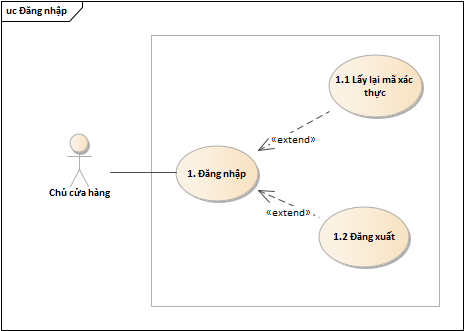 uc Đăng nhập
1.1 Lấy lại mã xác
thực
«extend»
1. Đăng nhập
Chủ cửa hàng
«extend»
1.2 Đăng xuất